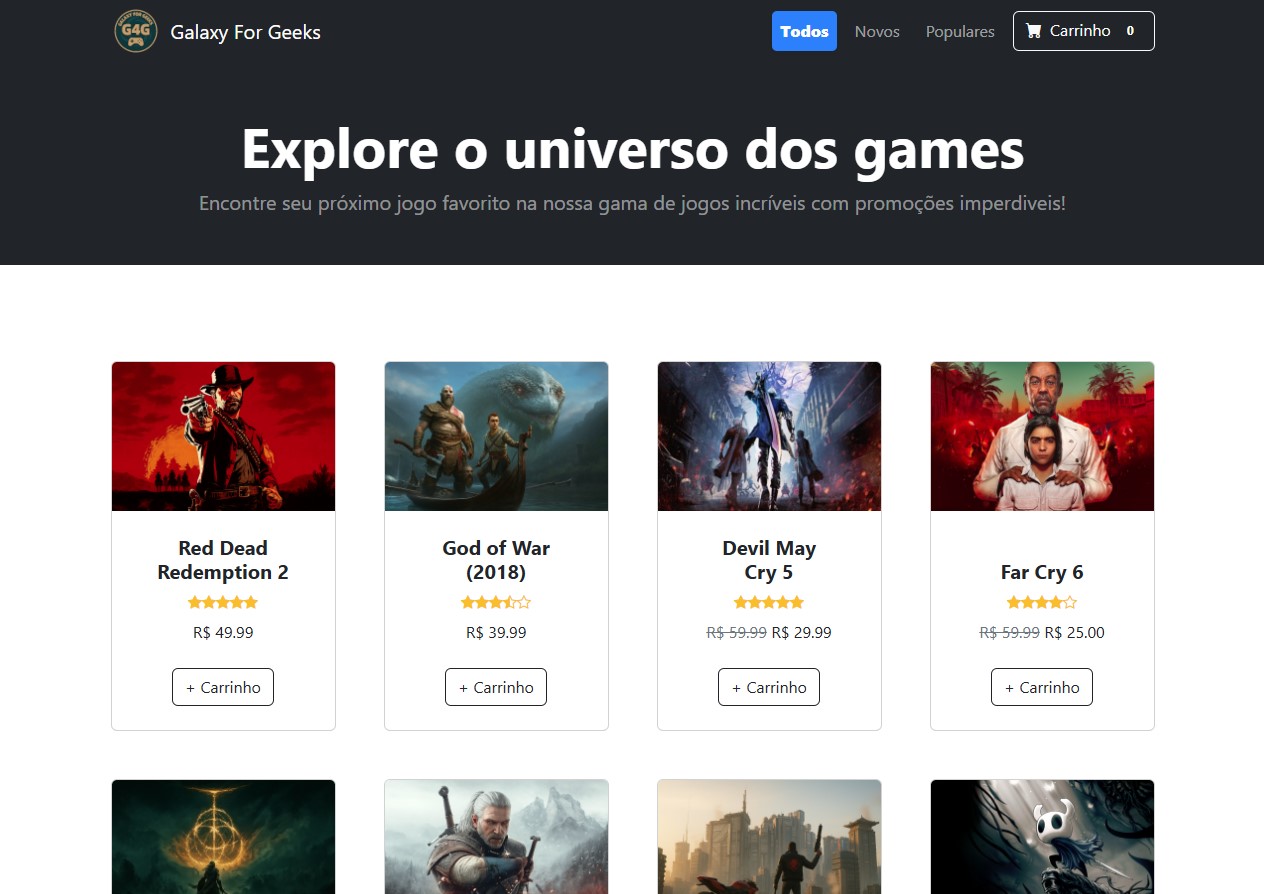 GALAXY FOR GEEKS
G4G
Galaxy For Geeks
Todos
Novos
Populares
Carrinho 0
Explore o universo dos games
Encontre seu próximo jogo favorito na nossa gama de jogos incríveis com promoções imperdiveis!
Red Dead
Redemption 2
R$ 49.99
+ Carrinho
God of War
(2018)
R$ 39.99
+ Carrinho
Devil May
Cry 5
R$ 59.99 R$ 29.99
+ Carrinho
Far Cry 6
R$ 59.99 R$ 25.00
+ Carrinho